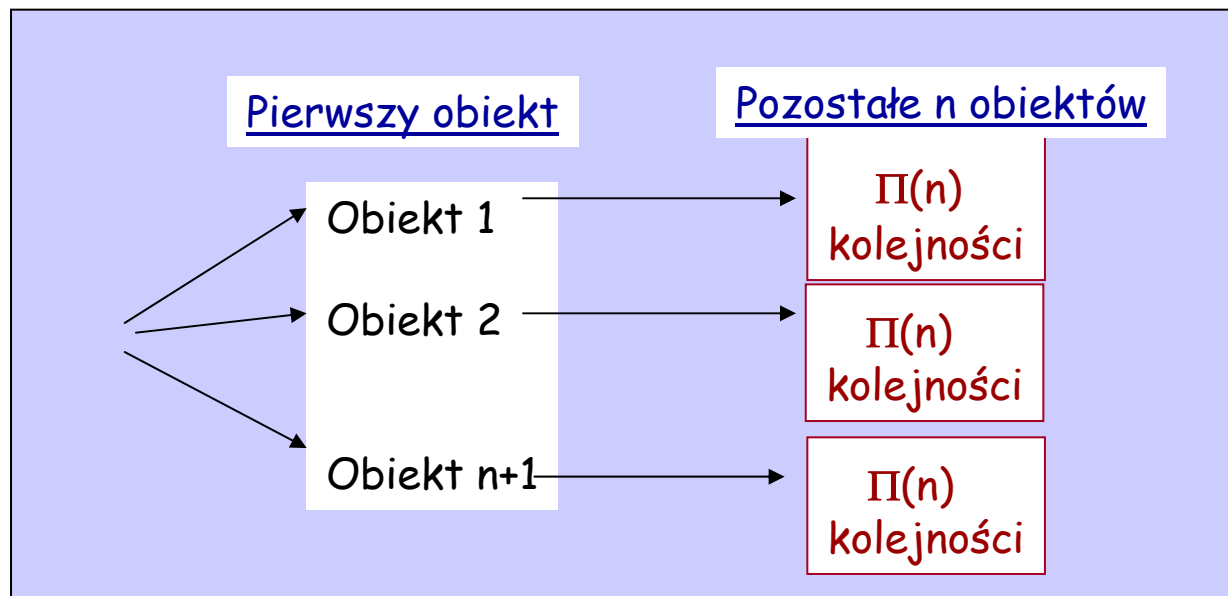 Pierwszy obiekt
Pozostałe n obiektów
Obiekt 1
Π(n)
kolejności
Obiekt 2
Π(n)
kolejności
Obiekt n+1
Π(n)
kolejności